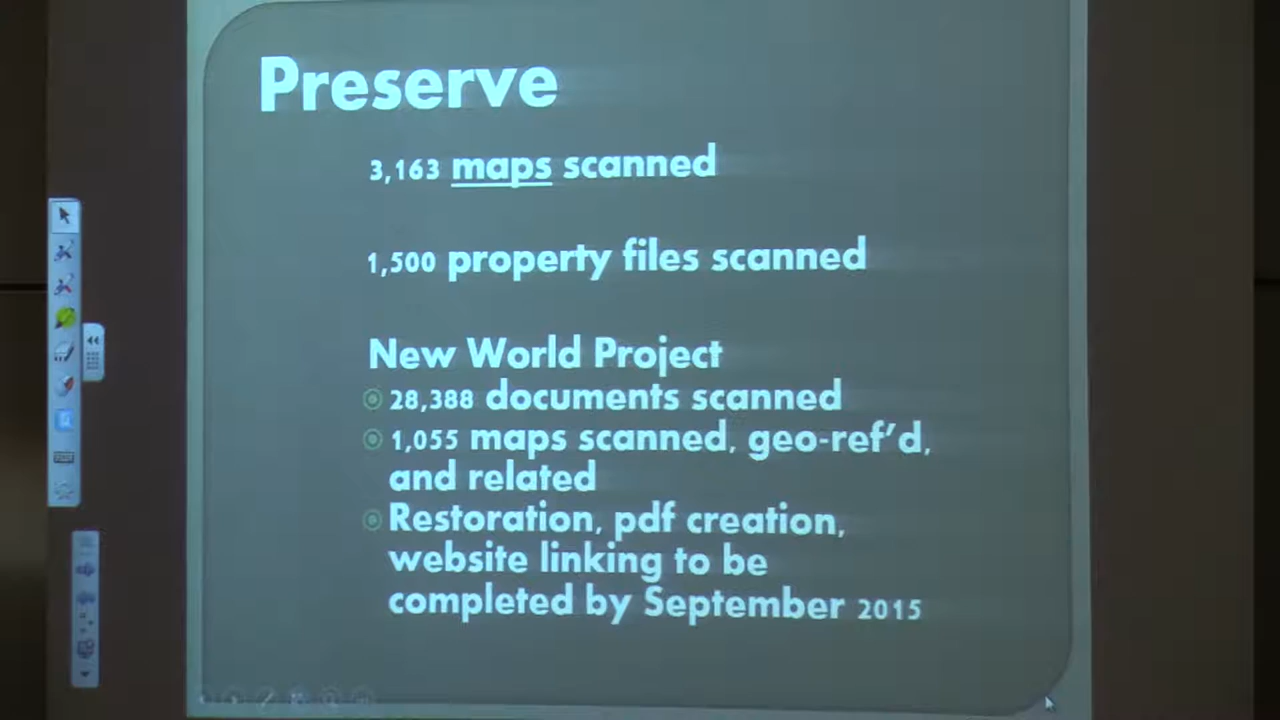 Preserve
3,163 maps scanned
1,500 property files scanned
New World Project
28,388 documents scanned
1,055 maps scanned, geo-ref'd,
and related
Restoration, pdf creation,
website linking to be
completed by September 2015